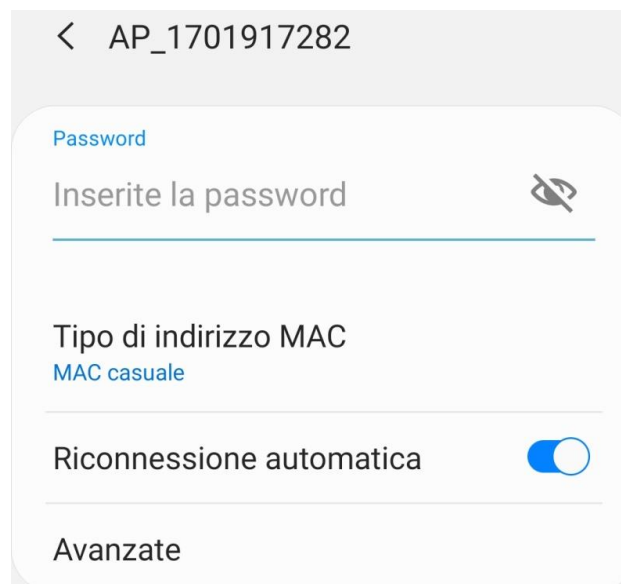 AP_1701917282
Password
Inserite la password
Tipo di indirizzo MAC
MAC casuale
Riconnessione automatica
Avanzate